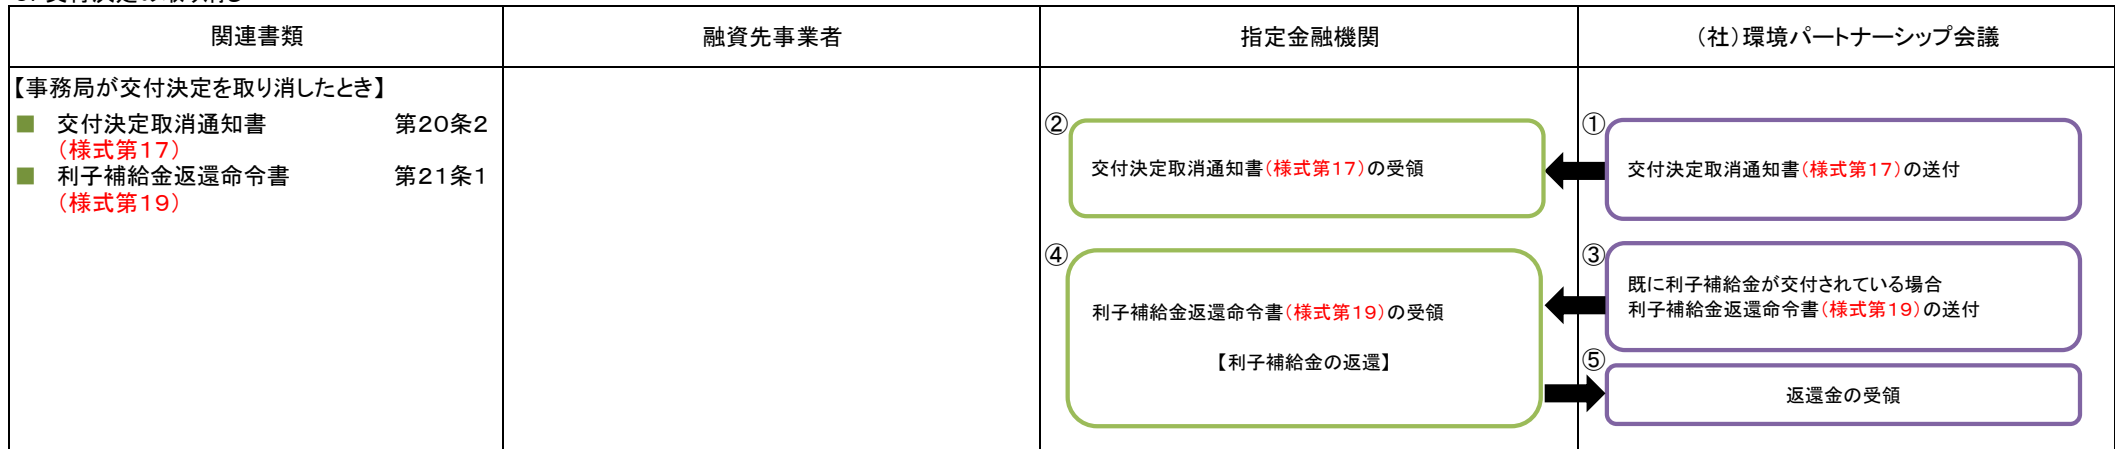 関連書類
融資先事業者
指定金融機関
（社）環境パートナーシップ会議
【事務局が交付決定を取り消したとき】
■ 交付決定取消通知書 第20条2
（様式第17）
■ 利子補給金返還命令書 第21条1
（様式第19）
②
交付決定取消通知書（様式第17）の受領
①
交付決定取消通知書（様式第17）の送付
④
利子補給金返還命令書（様式第19）の受領
【利子補給金の返還】
③
既に利子補給金が交付されている場合
利子補給金返還命令書（様式第19）の送付
⑤
返還金の受領